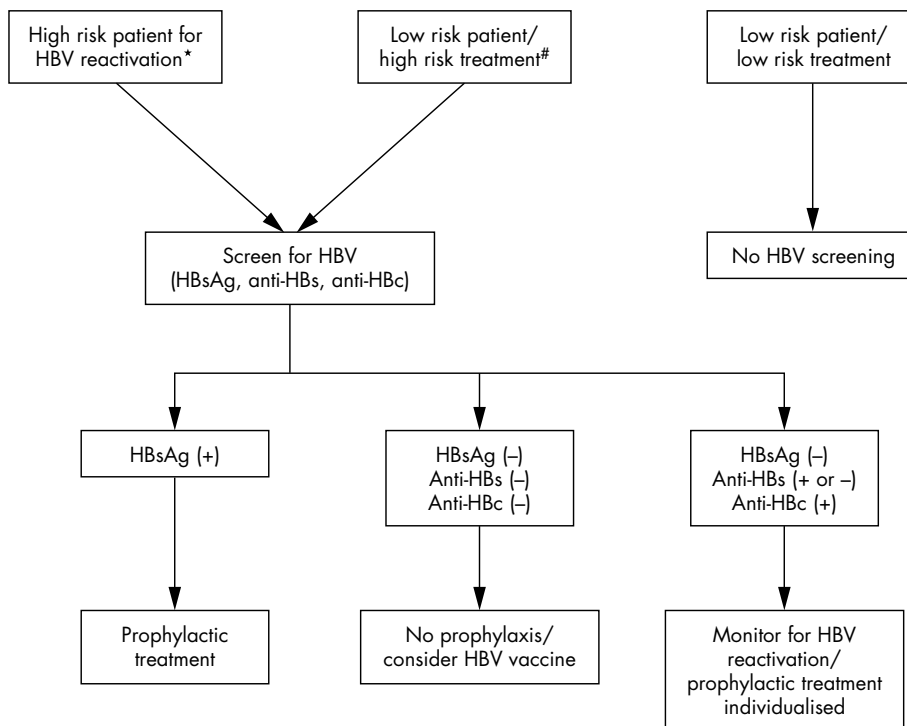 High risk patient for
HBV reactivation★
Low risk patient/
high risk treatment#
Low risk patient/
low risk treatment
Screen for HBV
(HBsAg, anti-HBs, anti-HBc)
No HBV screening
HBsAg (+)
HBsAg (–)
Anti-HBs (–)
Anti-HBc (–)
HBsAg (–)
Anti-HBs (+ or –)
Anti-HBc (+)
Prophylactic
treatment
No prophylaxis/
consider HBV vaccine
Monitor for HBV
reactivation/
prophylactic treatment
individualised